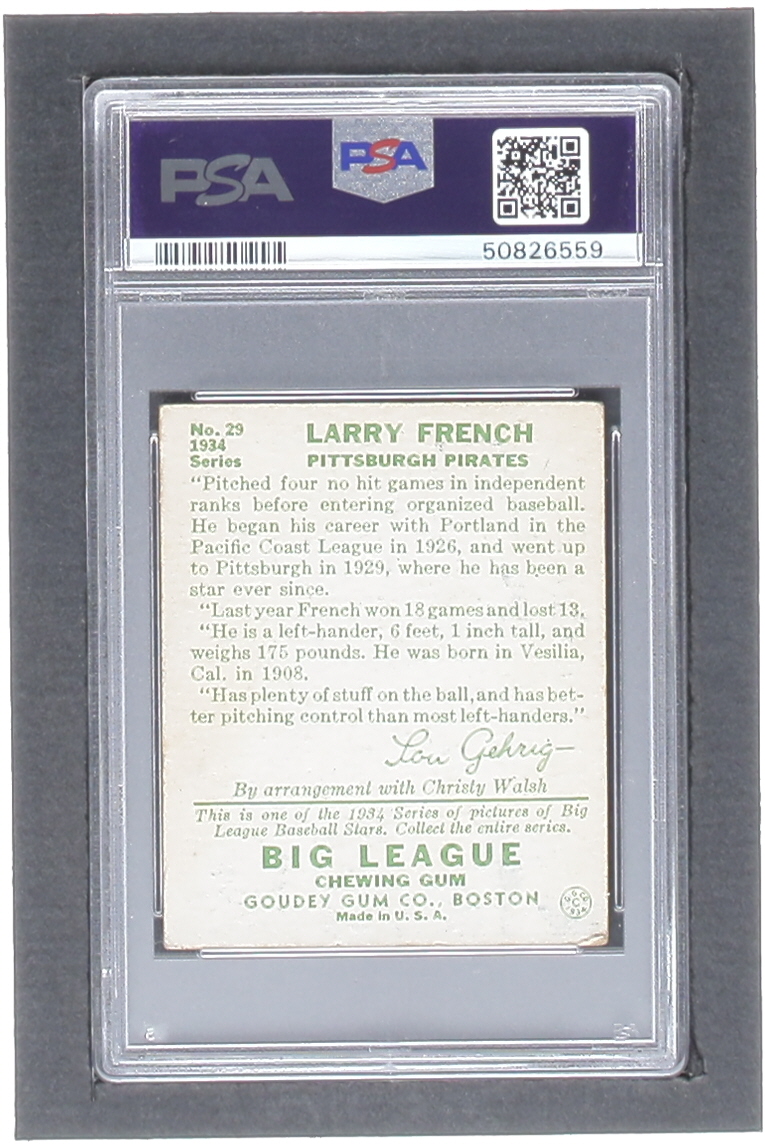 PSA
PSA
50826559
No. 29
1934
Series
LARRY FRENCH
PITTSBURGH PIRATES
"Pitched four no hit games in independent
ranks before entering organized baseball.
He began his career with Portland in the
Pacific Coast League in 1926, and went up
to Pittsburgh in 1929, where he has been a
star ever since.
"Last year French won 18 games and lost 13.
"He is a left-hander, 6 feet, 1 inch tall, and
weighs 175 pounds. He was born in Vesilia,
Cal. in 1908.
"Has plenty of stuff on the ball, and has bet-
ter pitching control than most left-handers."
Lou Gehrig
By arrangement with Christy Walsh
This is one of the 1934 Series of pictures of Big
League Baseball Stars. Collect the entire series.
BIG LEAGUE
CHEWING GUM
GOUDEY GUM CO., BOSTON
Made in U. S. A.